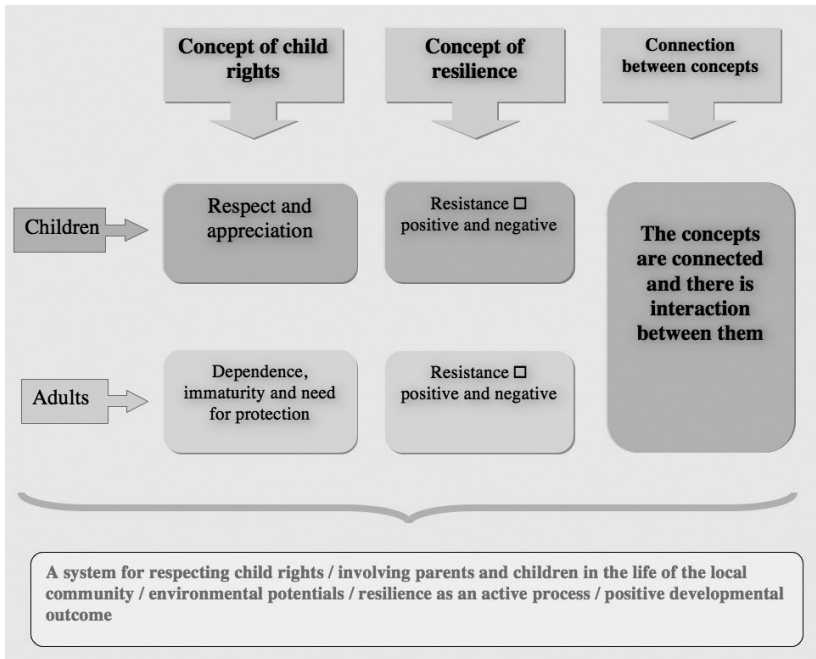 Concept of child
rights
Concept of
resilience
Connection
between concepts
Children
Respect and
appreciation
Resistance □
positive and negative
The concepts
are connected
and there is
interaction
between them
Adults
Dependence,
immaturity and need
for protection
Resistance □
positive and negative
A system for respecting child rights / involving parents and children in the life of the local
community / environmental potentials / resilience as an active process / positive developmental
outcome